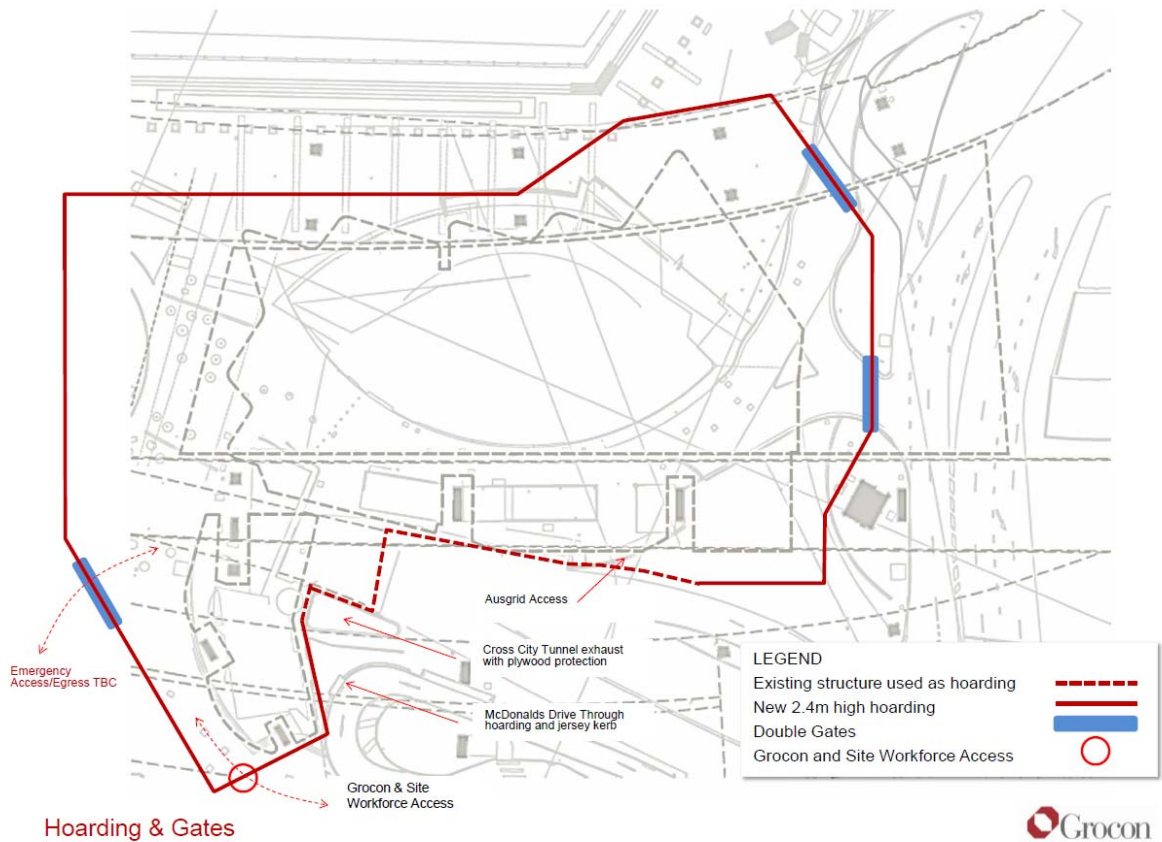 Ausgrid Access
Cross City Tunnel exhaust
with plywood protection
Emergency
Access/Egress TBC
McDonalds Drive Through
hoarding and jersey kerb
Grocon & Site
Workforce Access
LEGEND
Existing structure used as hoarding
New 2.4m high hoarding
Double Gates
Grocon and Site Workforce Access
Hoarding & Gates
Grocon